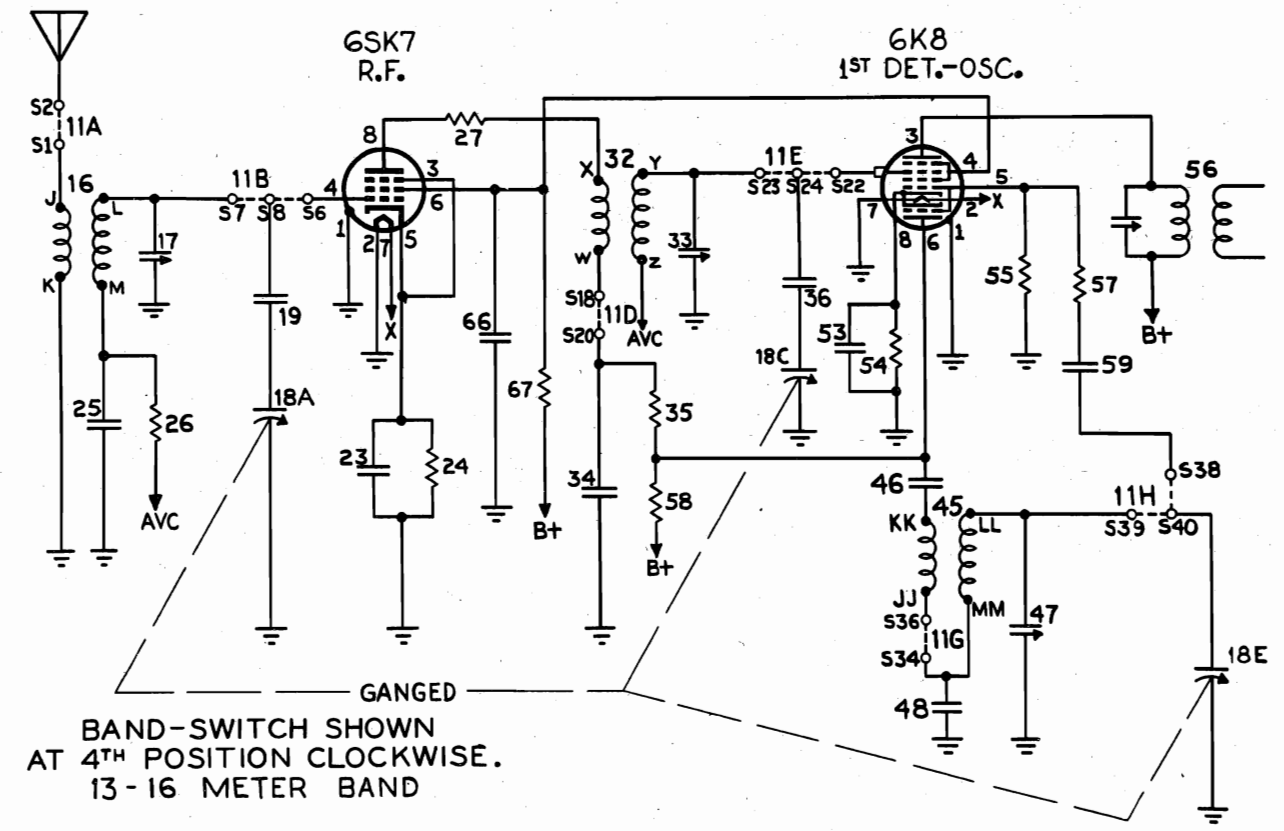 6SK7
R.F.
6K8
1ST DET.-OSC.
S2
11A
S1
J
16
L
K
M
17
11B
S7
S8
S6
19
18A
25
26
AVC
8
27
4
3
6
1
2
7
5
X
23
24
66
67
B+
X
32
Y
W
Z
S18
11D
S20
AVC
33
34
35
58
B+
11E
S23
S24
S22
36
18C
3
4
5
7
2
X
8
6
1
53
54
55
57
59
56
B+
46
45
KK
LL
JJ
MM
S36
11G
S34
48
47
S38
11H
S39
S40
18E
GANGED
BAND-SWITCH SHOWN
AT 4TH POSITION CLOCKWISE.
13-16 METER BAND